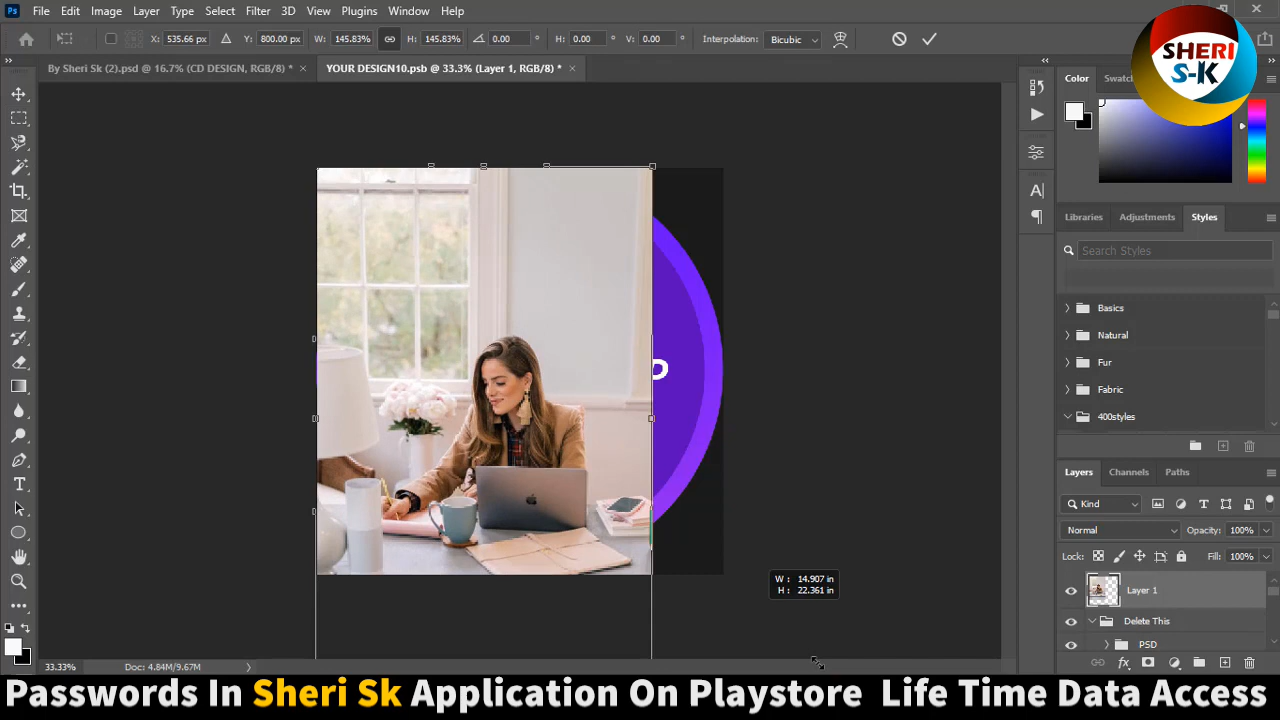 Ps File Edit Image Layer Type Select Filter 3D View Plugins Window Help
X: 535.66 px Y: 800.00 px W: 145.83% H: 145.83% 0.00 ° H: 0.00 ° V: 0.00 ° Interpolation: Bicubic
By Sheri Sk (2).psd @ 16.7% (CD DESIGN, RGB/8) * × YOUR DESIGN10.psb @ 33.3% (Layer 1, RGB/8) * ×
SHERI
S-K
Color Swatc
Libraries Adjustments Styles
Search Styles
Basics
Natural
Fur
Fabric
400styles
Layers Channels Paths
Kind
Normal Opacity: 100%
Lock: Fill: 100%
Layer 1
Delete This
PSD
W : 14.907 in
H : 22.361 in
33.33% Doc: 4.84M/9.67M
Passwords In Sheri Sk Application On Playstore Life Time Data Access